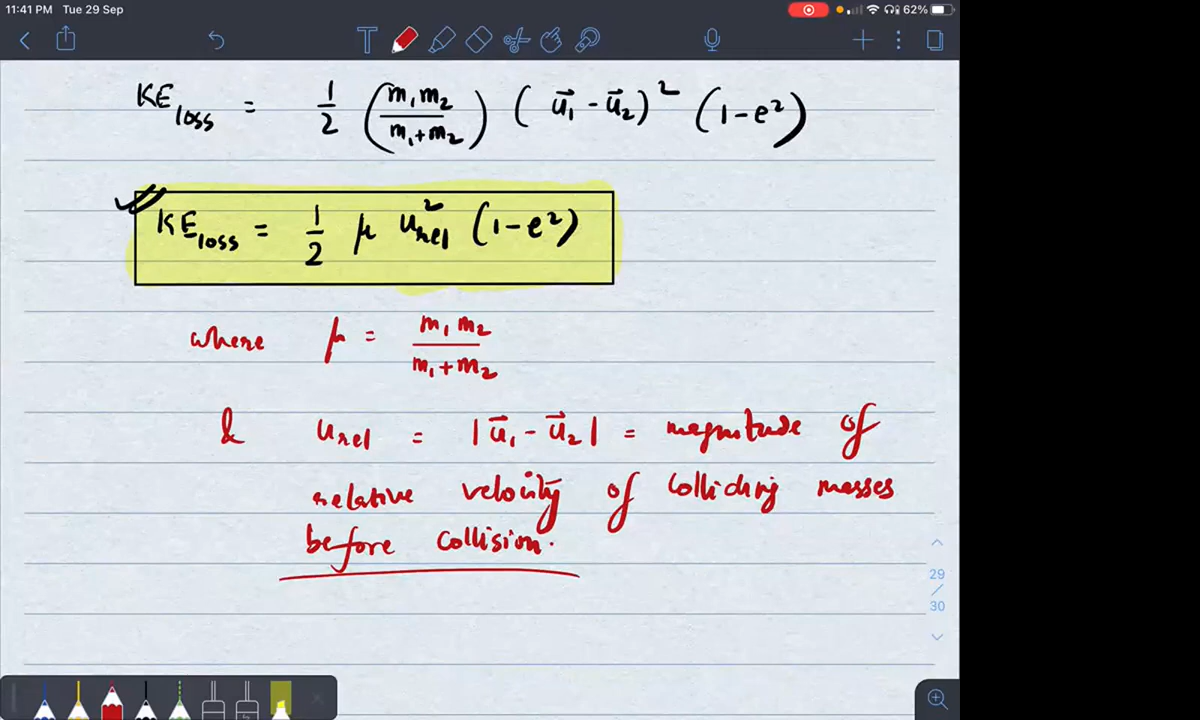 11:41 PM Tue 29 Sep
62%
KE_loss = 1/2 (m₁m₂/(m₁+m₂)) (u⃗₁ - u⃗₂)² (1-e²)
KE_loss = 1/2 μ u²_rel (1-e²)
where μ = m₁m₂/(m₁+m₂)
& u_rel = |u⃗₁ - u⃗₂| = magnitude of
relative velocity of colliding masses
before collision.
29
/
30